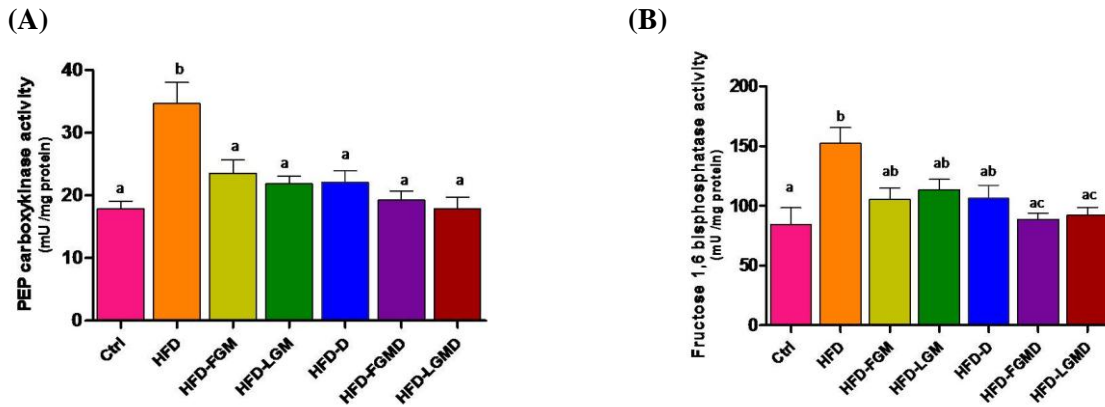 (A)
(B)
PEP carboxykinase activity
(mU /mg protein)
40
30
20
10
0
a
b
a
a
a
a
a
Ctrl
HFD
HFD-FGM
HFD-LGM
HFD-D
HFD-FGMD
HFD-LGMD
Fructose 1,6 bisphosphatase activity
(mU /mg protein)
200
150
100
50
0
a
b
ab
ab
ab
ac
ac
Ctrl
HFD
HFD-FGM
HFD-LGM
HFD-D
HFD-FGMD
HFD-LGMD